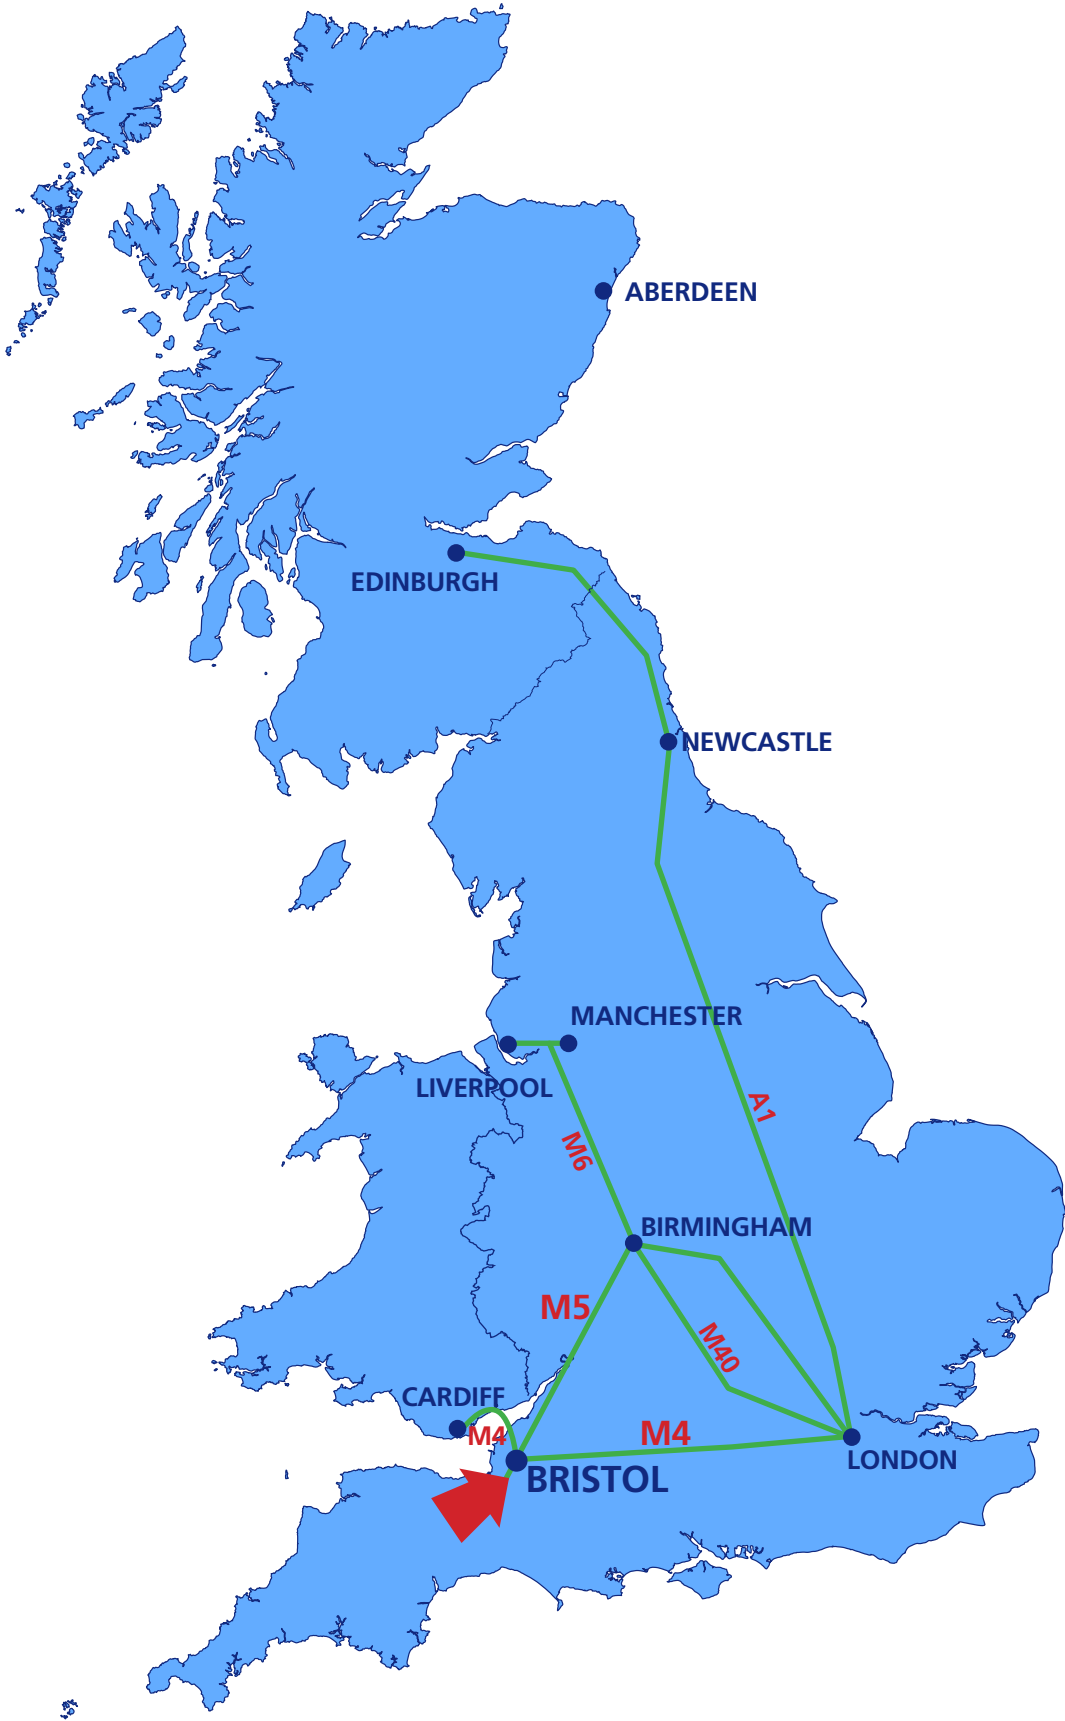 ABERDEEN
EDINBURGH
NEWCASTLE
MANCHESTER
LIVERPOOL
A1
M6
BIRMINGHAM
M5
M40
CARDIFF
M4
M4
LONDON
BRISTOL